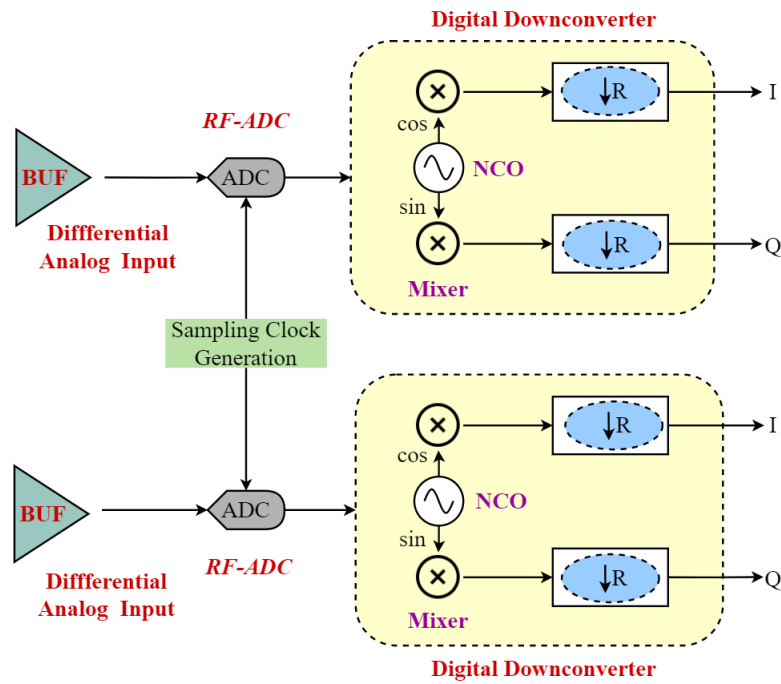 Digital Downconverter
R
I
RF-ADC
cos
BUF
ADC
NCO
sin
Diffferential
Analog Input
R
Q
Mixer
Sampling Clock
Generation
R
I
cos
BUF
ADC
NCO
sin
RF-ADC
Diffferential
Analog Input
R
Q
Mixer
Digital Downconverter